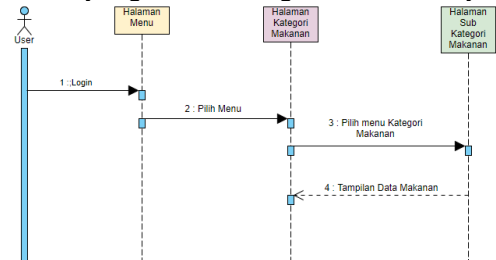 User
Halaman
Menu
Halaman
Kategori
Makanan
Halaman
Sub
Kategori
Makanan
1 :;Login
2 : Pilih Menu
3 : Pilih menu Kategori
Makanan
4 : Tampilan Data Makanan